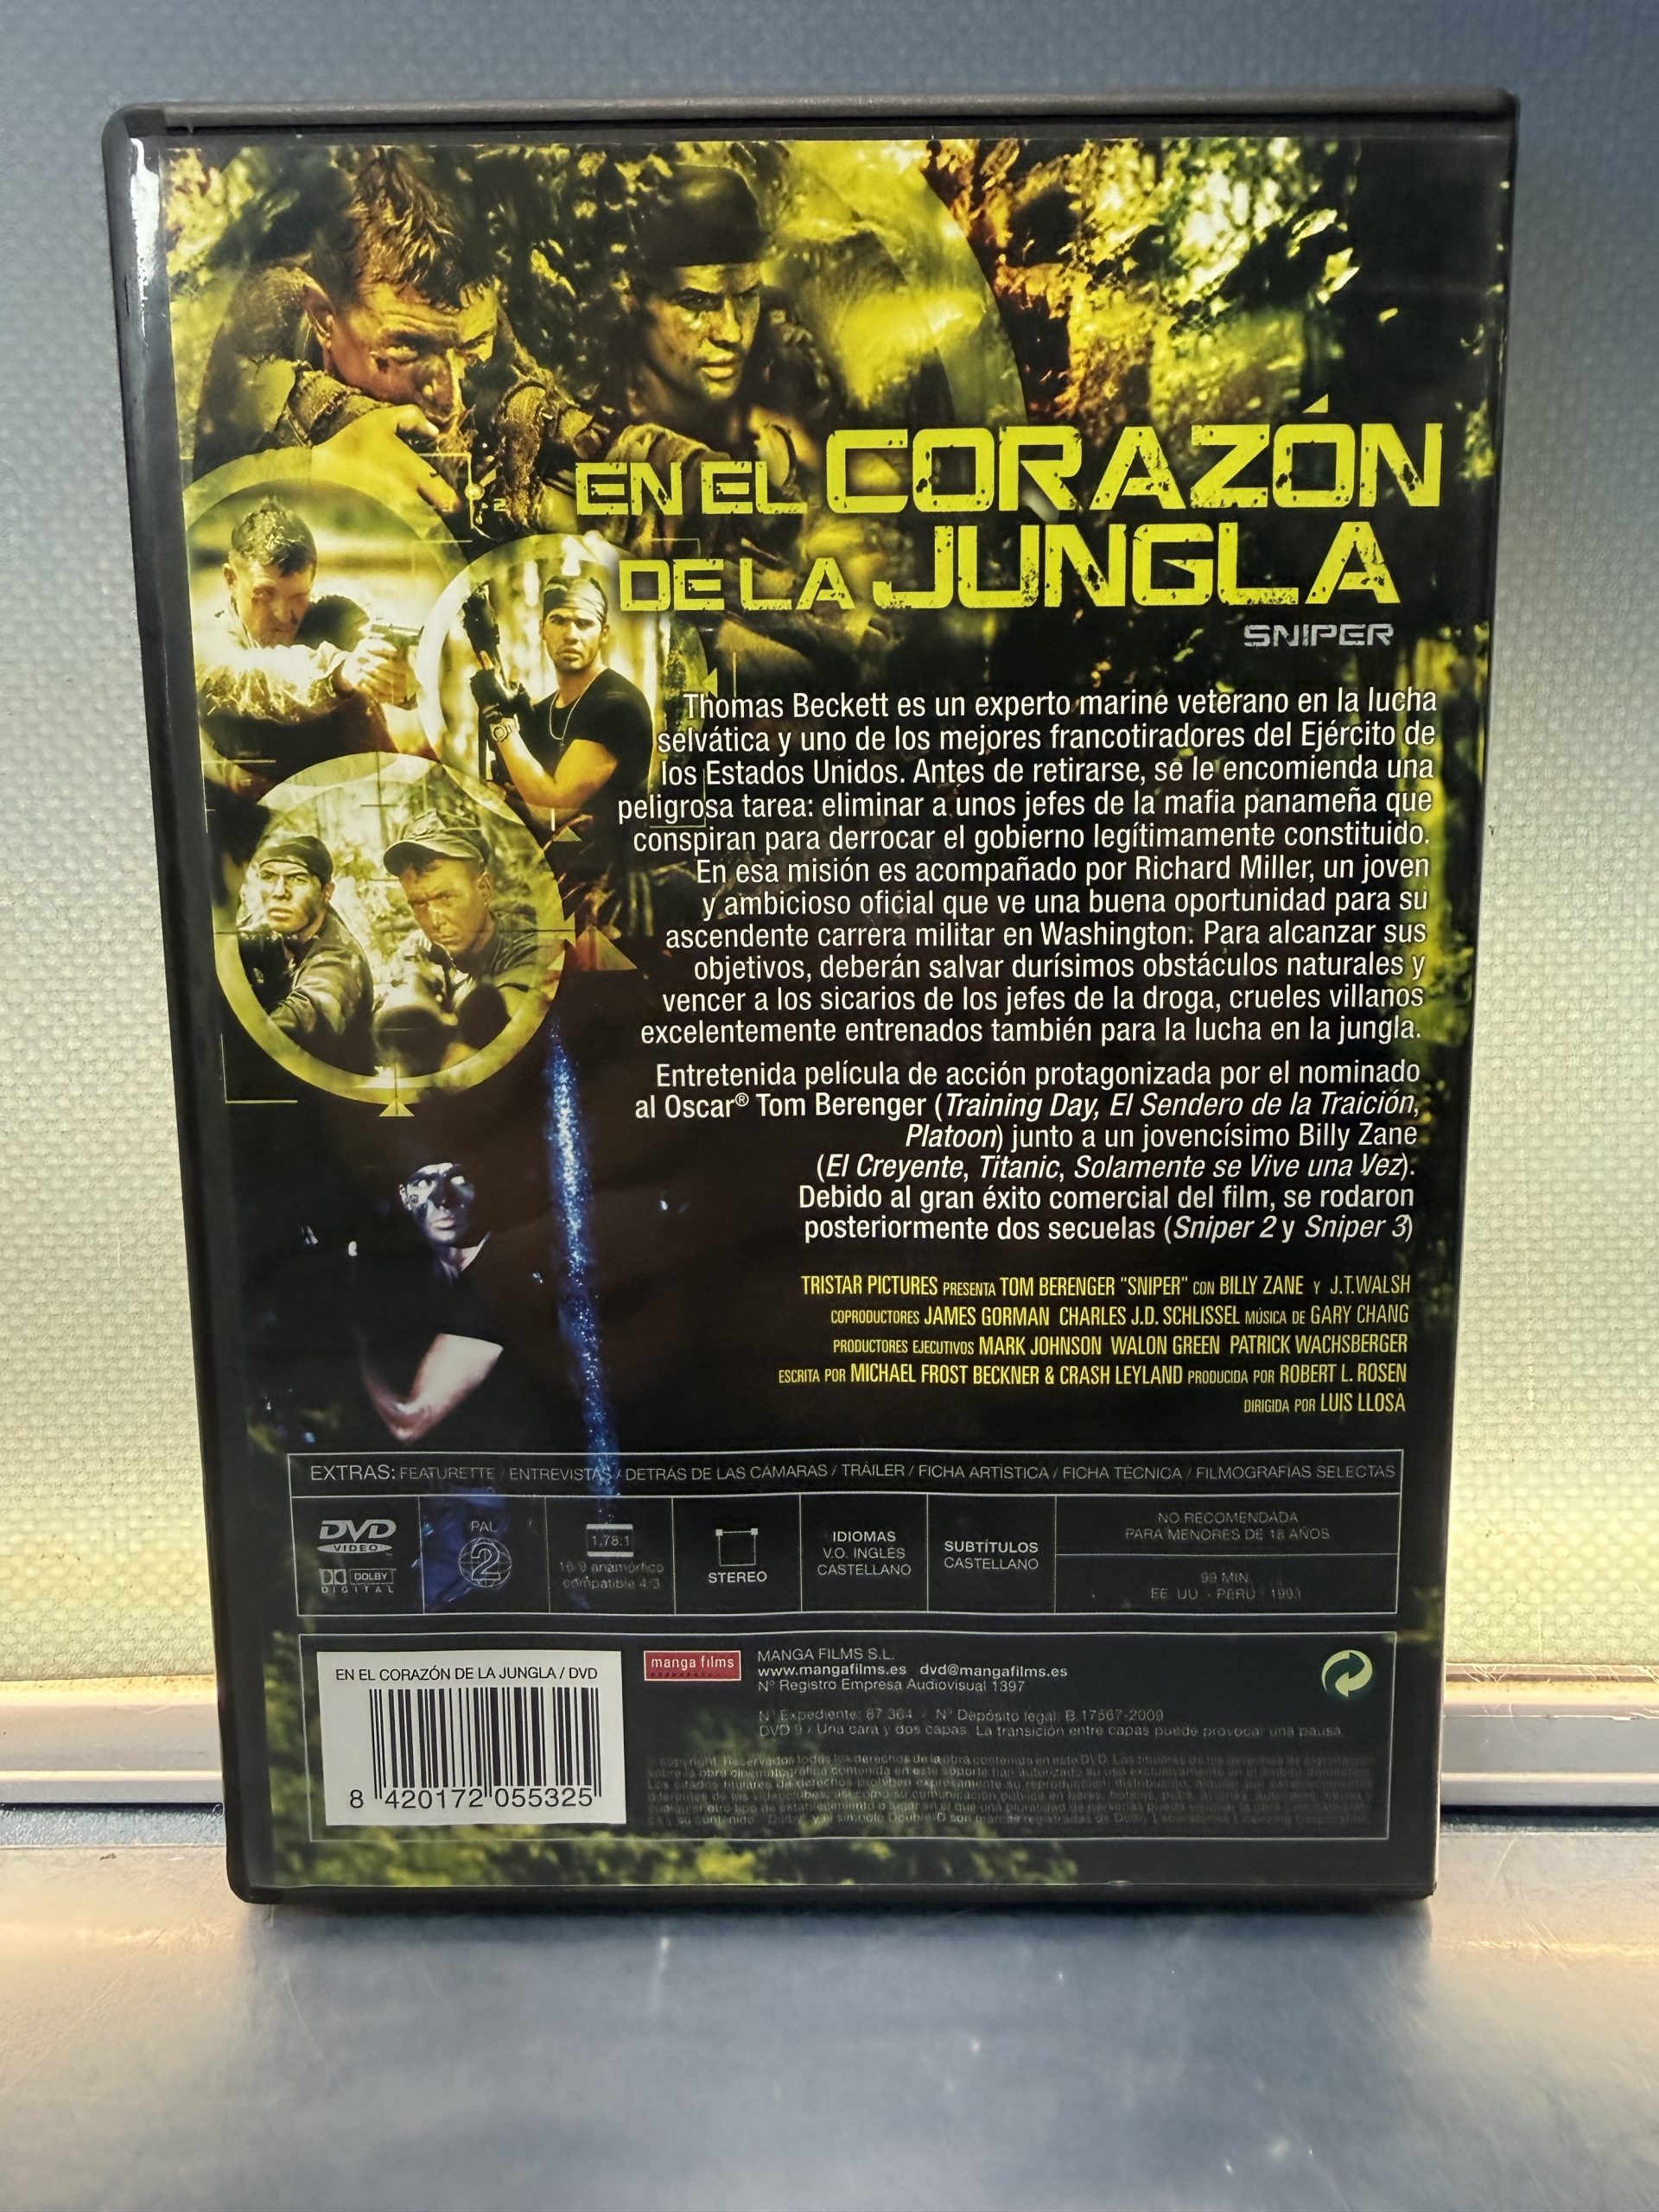 EN EL CORAZÓN
DE LA JUNGLA
SNIPER
Thomas Beckett es un experto marine veterano en la lucha
selvática y uno de los mejores francotiradores del Ejército de
los Estados Unidos. Antes de retirarse, se le encomienda una
peligrosa tarea: eliminar a unos jefes de la mafia panameña que
conspiran para derrocar el gobierno legítimamente constituido.
En esa misión es acompañado por Richard Miller, un joven
y ambicioso oficial que ve una buena oportunidad para su
ascendente carrera militar en Washington. Para alcanzar sus
objetivos, deberán salvar durísimos obstáculos naturales y
vencer a los sicarios de los jefes de la droga, crueles villanos
excelentemente entrenados también para la lucha en la jungla.
Entretenida película de acción protagonizada por el nominado
al Oscar® Tom Berenger (Training Day, El Sendero de la Traición,
Platoon) junto a un jovencísimo Billy Zane
(El Creyente, Titanic, Solamente se Vive una Vez).
Debido al gran éxito comercial del film, se rodaron
posteriormente dos secuelas (Sniper 2 y Sniper 3)
TRISTAR PICTURES PRESENTA TOM BERENGER "SNIPER" CON BILLY ZANE Y J.T.WALSH
COPRODUCTORES JAMES GORMAN CHARLES J.D. SCHLISSEL MÚSICA DE GARY CHANG
PRODUCTORES EJECUTIVOS MARK JOHNSON WALON GREEN PATRICK WACHSBERGER
ESCRITA POR MICHAEL FROST BECKNER & CRASH LEYLAND PRODUCIDA POR ROBERT L. ROSEN
DIRIGIDA POR LUIS LLOSA
EXTRAS: FEATURETTE / ENTREVISTAS / DETRÁS DE LAS CÁMARAS / TRÁILER / FICHA ARTÍSTICA / FICHA TÉCNICA / FILMOGRAFÍAS SELECTAS
DVD
VIDEO
DOLBY
DIGITAL
PAL
2
1,78:1
16/9 anamórfico
compatible 4/3
STEREO
IDIOMAS
V.O. INGLÉS
CASTELLANO
SUBTÍTULOS
CASTELLANO
NO RECOMENDADA
PARA MENORES DE 18 AÑOS
99 MIN.
EE. UU. - PERÚ / 1993
EN EL CORAZÓN DE LA JUNGLA / DVD
8 420172 055325
manga films
MANGA FILMS S.L.
www.mangafilms.es dvd@mangafilms.es
Nº Registro Empresa Audiovisual 1397
Nº Expediente: 87.364 / Nº Depósito legal: B.17567-2009
DVD 9 / Una cara y dos capas. La transición entre capas puede provocar una pausa.